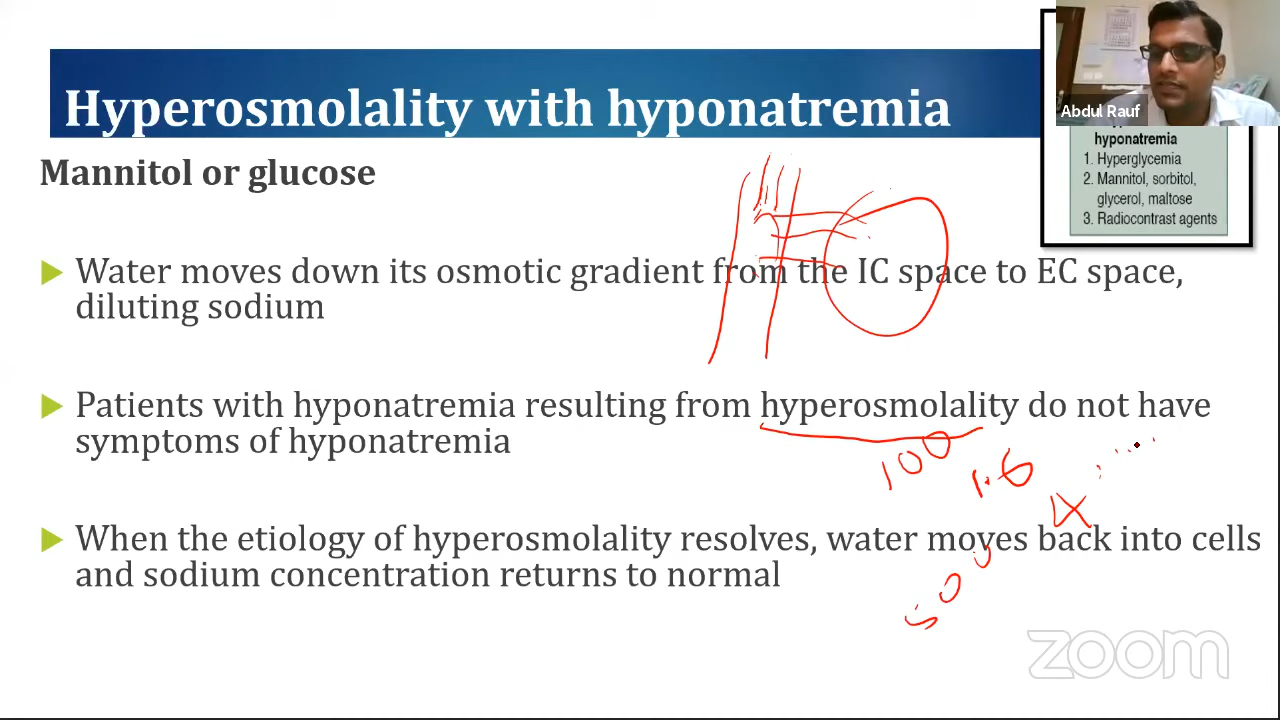 Hyperosmolality with hyponatremia
Abdul Rauf
hyponatremia
1. Hyperglycemia
2. Mannitol, sorbitol,
glycerol, maltose
3. Radiocontrast agents
Mannitol or glucose
Water moves down its osmotic gradient from the IC space to EC space,
diluting sodium
Patients with hyponatremia resulting from hyperosmolality do not have
symptoms of hyponatremia
100
1.6
4
When the etiology of hyperosmolality resolves, water moves back into cells
and sodium concentration returns to normal
500
zoom